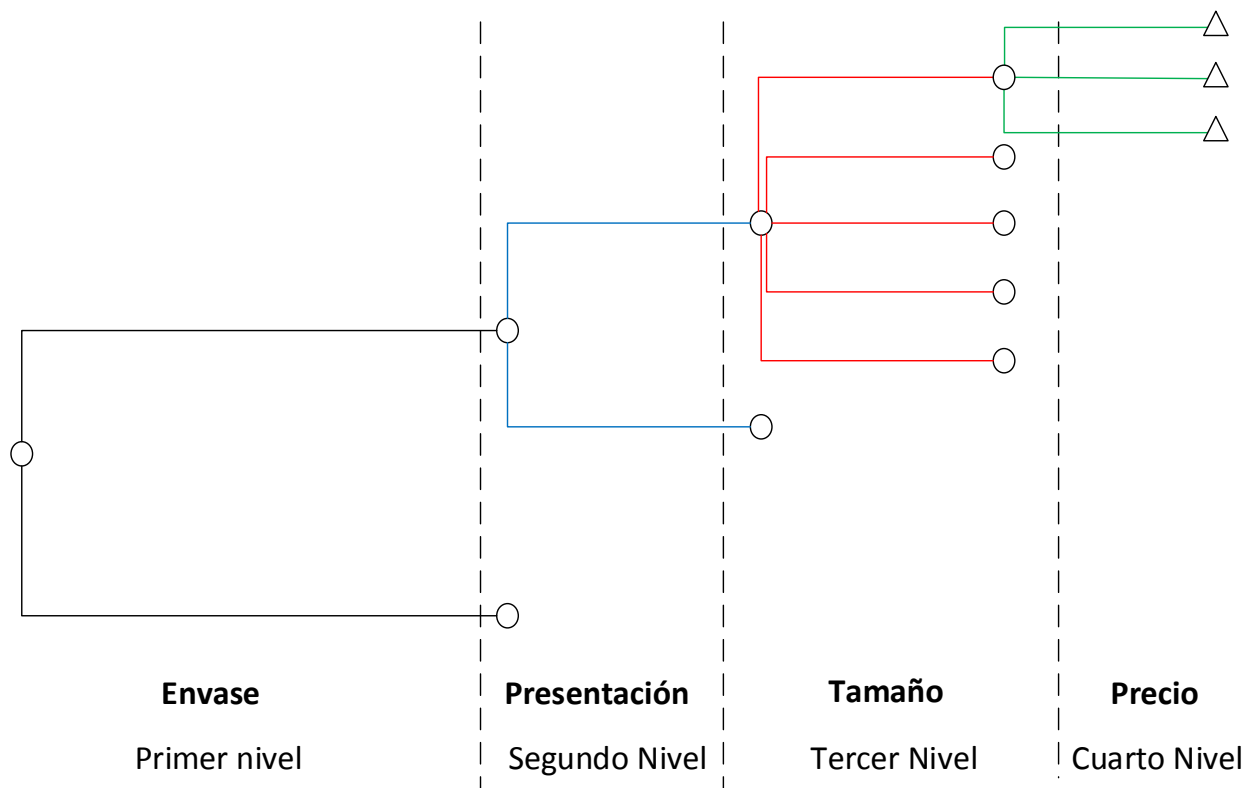 Envase
Presentación
Tamaño
Precio
Primer nivel
Segundo Nivel
Tercer Nivel
Cuarto Nivel